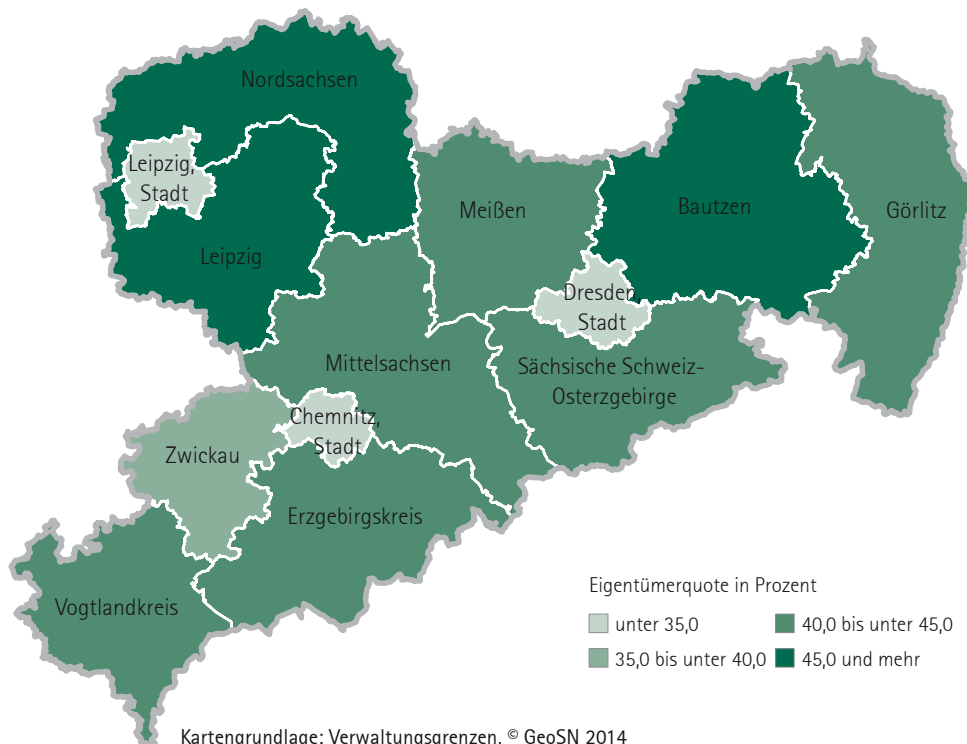 Nordsachsen
Leipzig,
Stadt
Leipzig
Meißen
Bautzen
Görlitz
Dresden,
Stadt
Mittelsachsen
Sächsische Schweiz-
Osterzgebirge
Chemnitz,
Stadt
Zwickau
Erzgebirgskreis
Vogtlandkreis
Eigentümerquote in Prozent
unter 35,0
40,0 bis unter 45,0
35,0 bis unter 40,0
45,0 und mehr
Kartengrundlage: Verwaltungsgrenzen, © GeoSN 2014